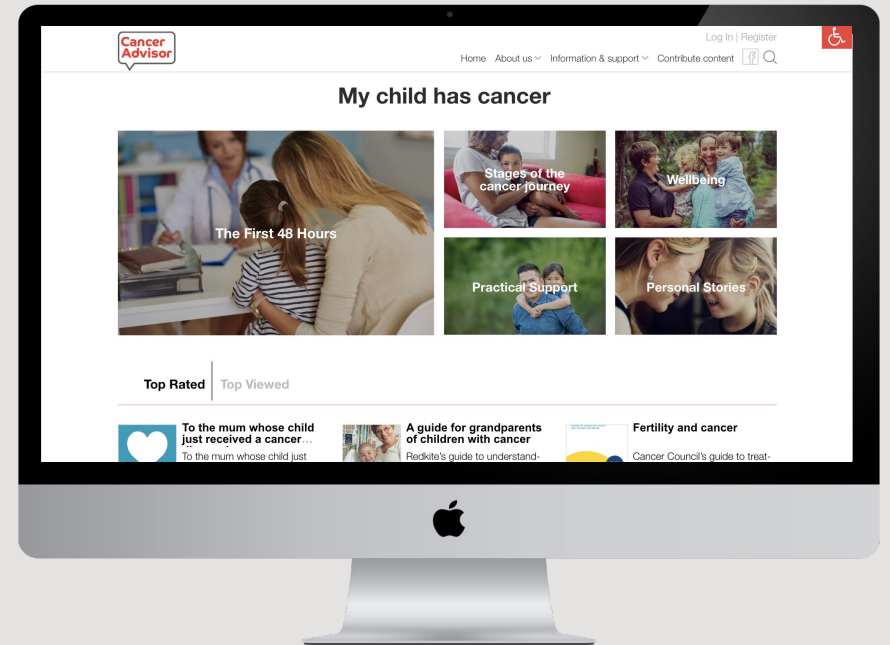 Cancer
Advisor
Log In | Register
Home About us Information & support Contribute content
My child has cancer
The First 48 Hours
Stages of the
cancer journey
Wellbeing
Practical Support
Personal Stories
Top Rated
Top Viewed
To the mum whose child
just received a cancer...
To the mum whose child just
A guide for grandparents
of children with cancer
Redkite's guide to understand-
Fertility and cancer
Cancer Council's guide to treat-